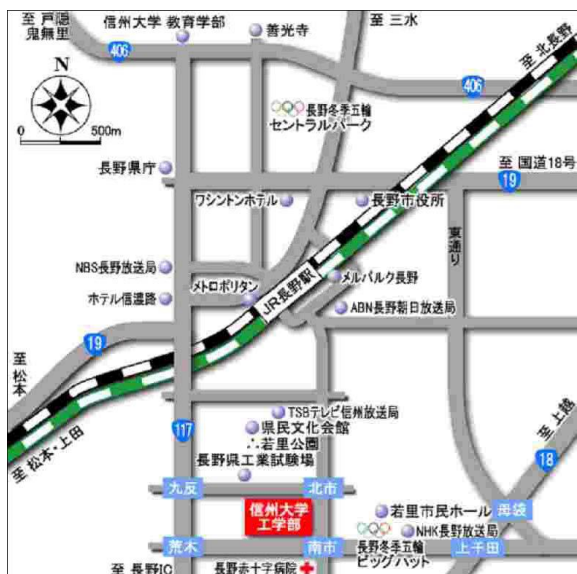 至 戸隠
鬼無里
信州大学 教育学部
善光寺
至 三水
至 北長野
406
406
N
0 500m
長野冬季五輪
セントラルパーク
長野県庁
至 国道18号
19
ワシントンホテル
長野市役所
東通り
NBS長野放送局
メトロポリタン
JR長野駅
メルパルク長野
ホテル信濃路
ABN長野朝日放送局
19
至 松本
至 松本・上田
117
TSBテレビ信州放送局
県民文化会館
∴若里公園
長野県工業試験場
至 上越
18
九反
北市
信州大学
工学部
若里市民ホール
母袋
NHK長野放送局
長野冬季五輪
ビッグハット
荒木
南市
上千田
至 長野IC
長野赤十字病院